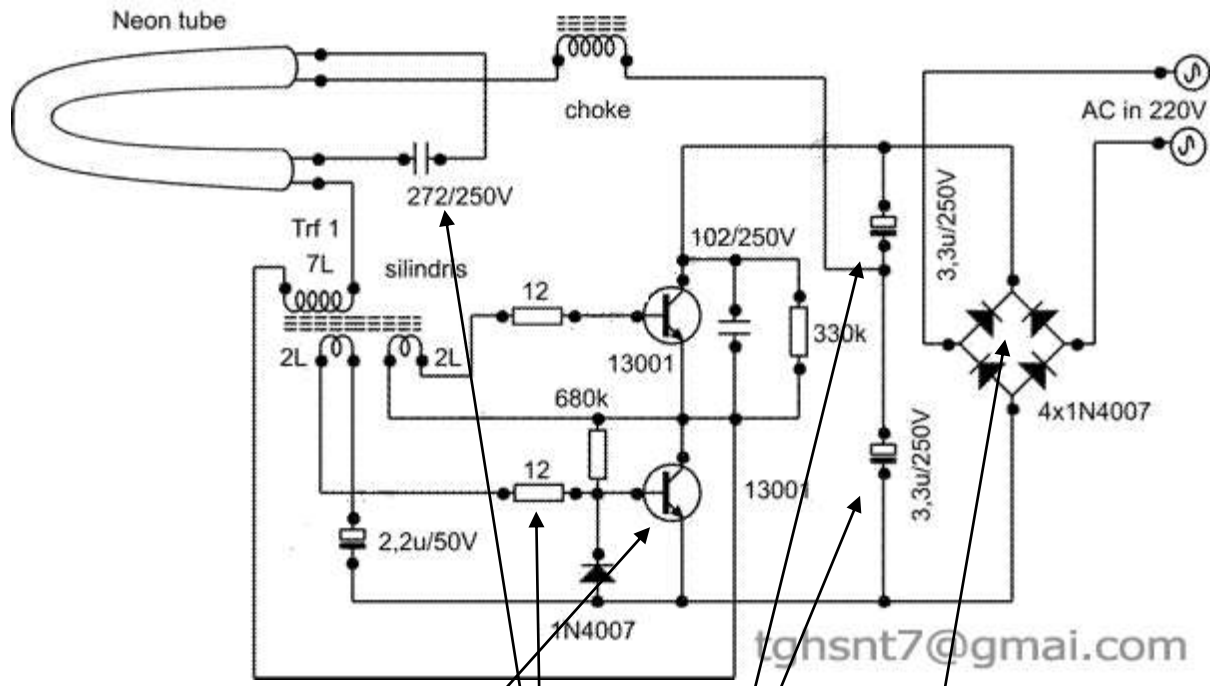 Neon tube
choke
AC in 220V
272/250V
Trf 1
7L
silindris
102/250V
3,3u/250V
12
13001
330k
2L
2L
680k
4x1N4007
12
13001
3,3u/250V
2,2u/50V
1N4007
tghsnt7@gmai.com